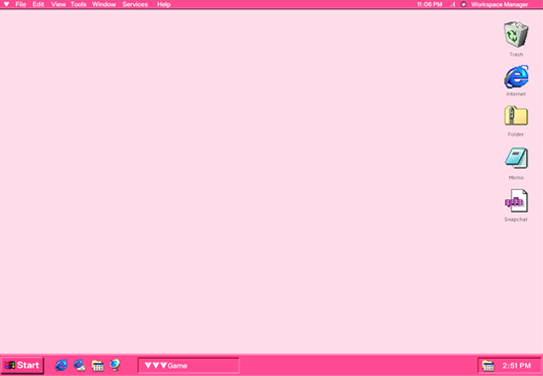 ♥ File Edit View Tools Window Services Help 11:06 PM Workspace Manager
Trash
Internet
Folder
Memo
Snapchat
Start ▼▼▼Game 2:51 PM